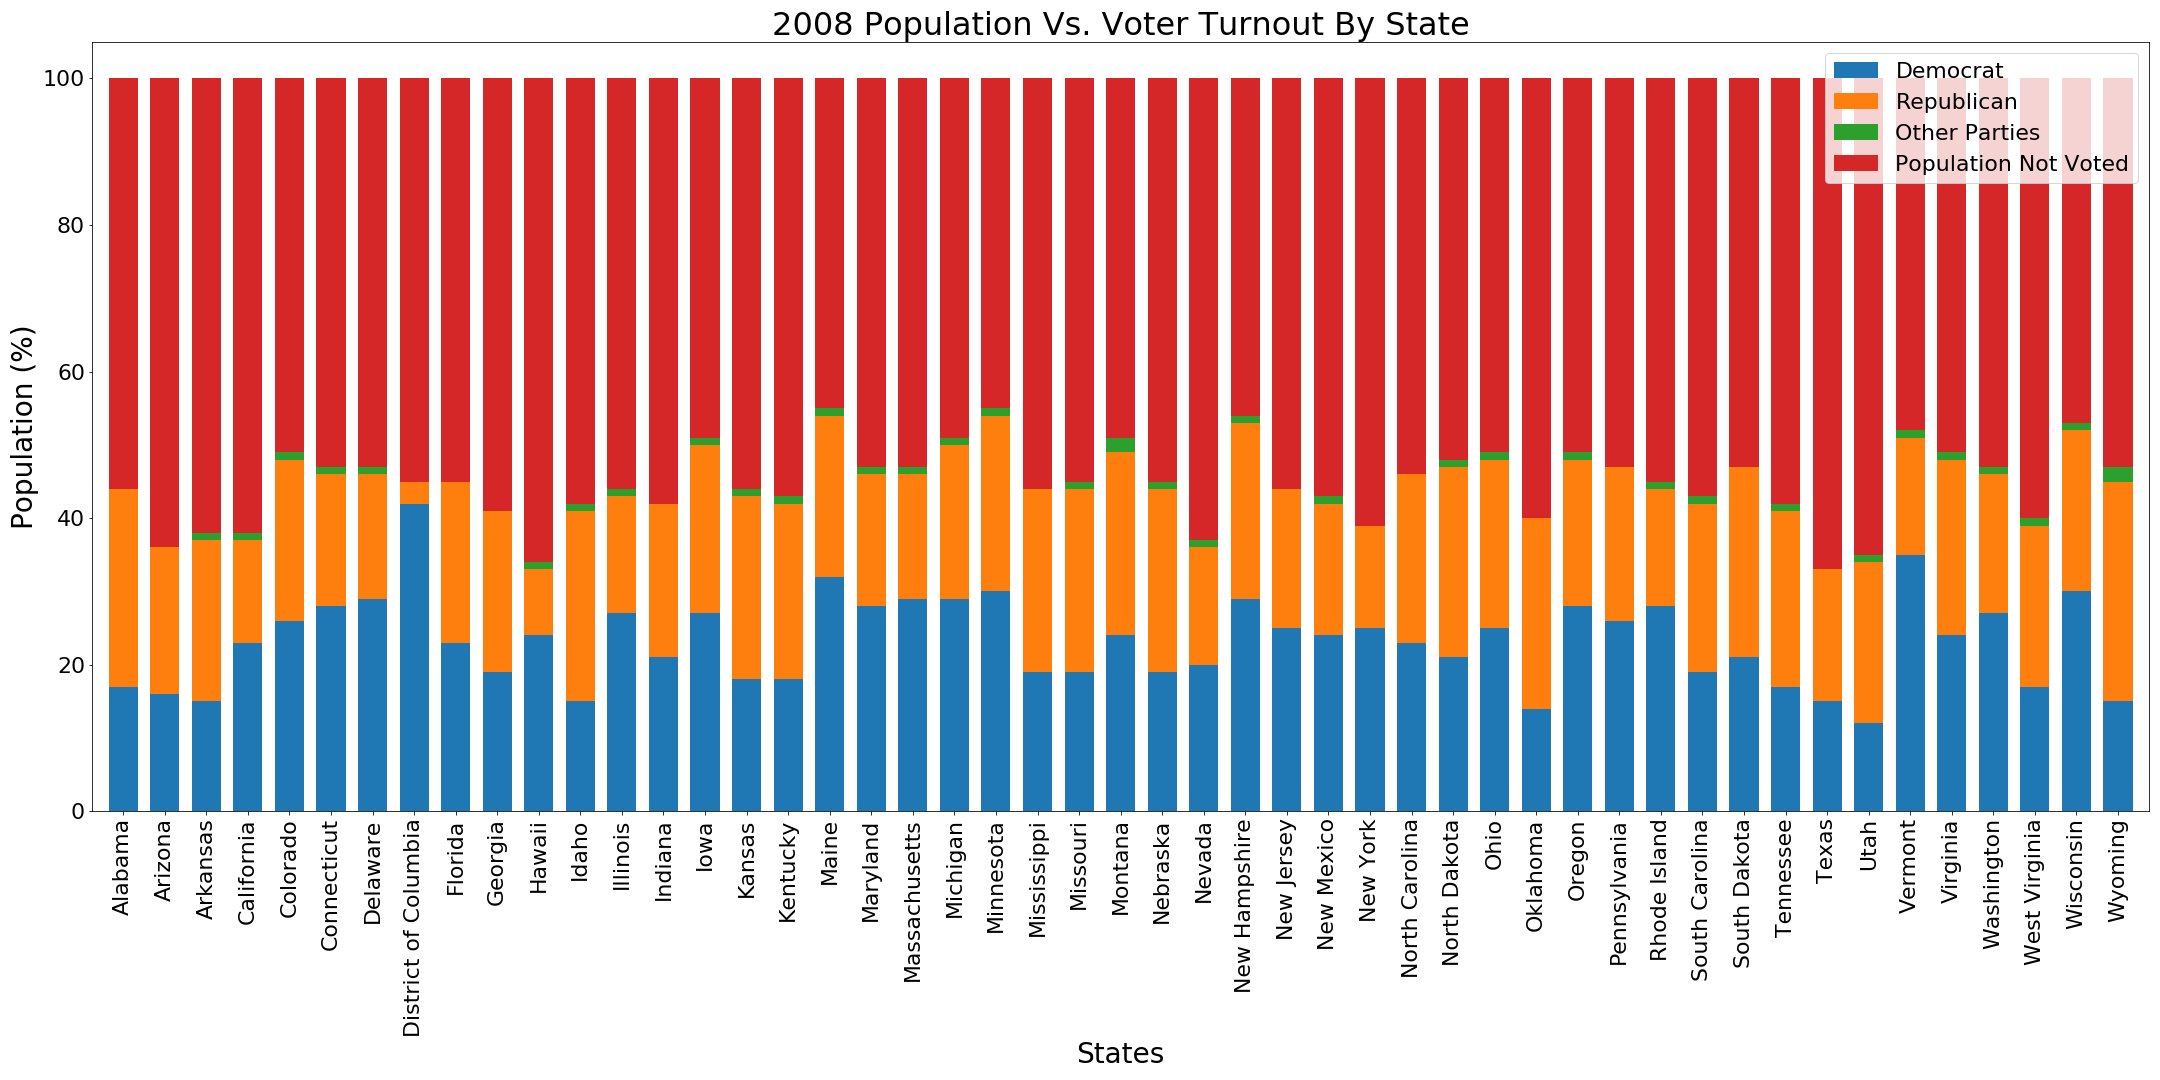 2008 Population Vs. Voter Turnout By State
Democrat
Republican
Other Parties
Population Not Voted
Population (%)
100
80
60
40
20
0
Alabama
Arizona
Arkansas
California
Colorado
Connecticut
Delaware
District of Columbia
Florida
Georgia
Hawaii
Idaho
Illinois
Indiana
Iowa
Kansas
Kentucky
Maine
Maryland
Massachusetts
Michigan
Minnesota
Mississippi
Missouri
Montana
Nebraska
Nevada
New Hampshire
New Jersey
New Mexico
New York
North Carolina
North Dakota
Ohio
Oklahoma
Oregon
Pennsylvania
Rhode Island
South Carolina
South Dakota
Tennessee
Texas
Utah
Vermont
Virginia
Washington
West Virginia
Wisconsin
Wyoming
States